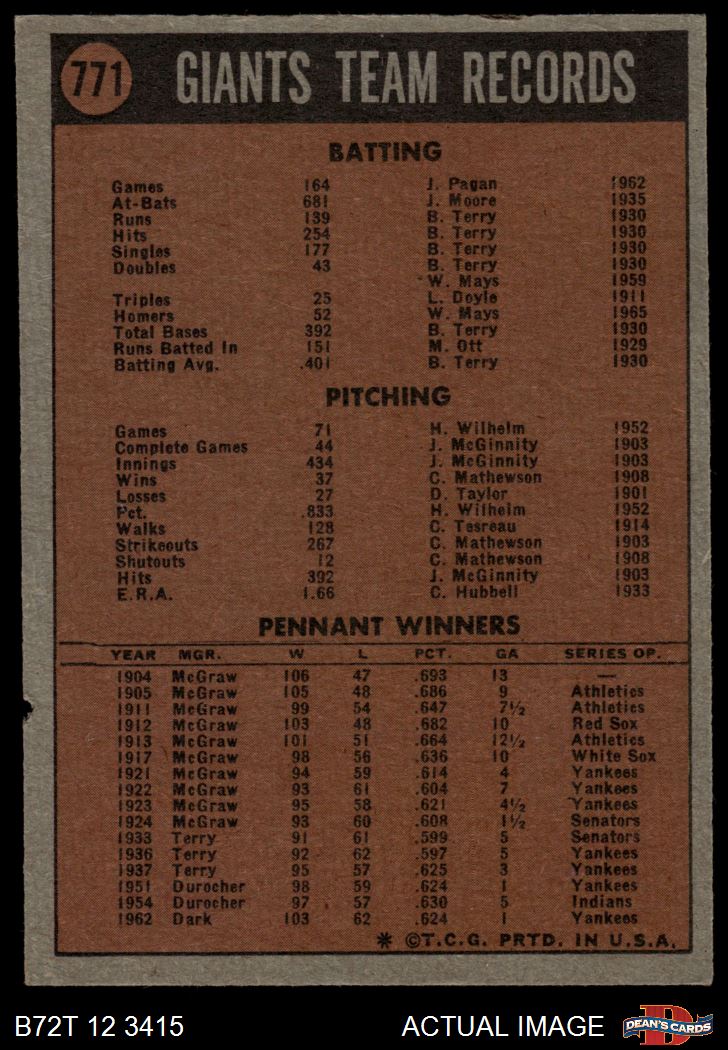 771 GIANTS TEAM RECORDS
BATTING
Games 164 J. Pagan 1962
At-Bats 681 J. Moore 1935
Runs 139 B. Terry 1930
Hits 254 B. Terry 1930
Singles 177 B. Terry 1930
Doubles 43 B. Terry 1930
W. Mays 1959
Triples 25 L. Doyle 1911
Homers 52 W. Mays 1965
Total Bases 392 B. Terry 1930
Runs Batted In 151 M. Ott 1929
Batting Avg. .401 B. Terry 1930
PITCHING
Games 71 H. Wilhelm 1952
Complete Games 44 J. McGinnity 1903
Innings 434 J. McGinnity 1903
Wins 37 C. Mathewson 1908
Losses 27 D. Taylor 1901
Pct. .833 H. Wilhelm 1952
Walks 128 C. Tesreau 1914
Strikeouts 267 C. Mathewson 1903
Shutouts 12 C. Mathewson 1908
Hits 392 J. McGinnity 1903
E.R.A. 1.66 C. Hubbell 1933
PENNANT WINNERS
YEAR MGR. W L PCT. GA SERIES OP.
1904 McGraw 106 47 .693 13 —
1905 McGraw 105 48 .686 9 Athletics
1911 McGraw 99 54 .647 7½ Athletics
1912 McGraw 103 48 .682 10 Red Sox
1913 McGraw 101 51 .664 12½ Athletics
1917 McGraw 98 56 .636 10 White Sox
1921 McGraw 94 59 .614 4 Yankees
1922 McGraw 93 61 .604 7 Yankees
1923 McGraw 95 58 .621 4½ Yankees
1924 McGraw 93 60 .608 1½ Senators
1933 Terry 91 61 .599 5 Senators
1936 Terry 92 62 .597 5 Yankees
1937 Terry 95 57 .625 3 Yankees
1951 Durocher 98 59 .624 1 Yankees
1954 Durocher 97 57 .630 5 Indians
1962 Dark 103 62 .624 1 Yankees
* ©T.C.G. PRTD. IN U.S.A.
B72T 12 3415 ACTUAL IMAGE D DEAN'S CARDS